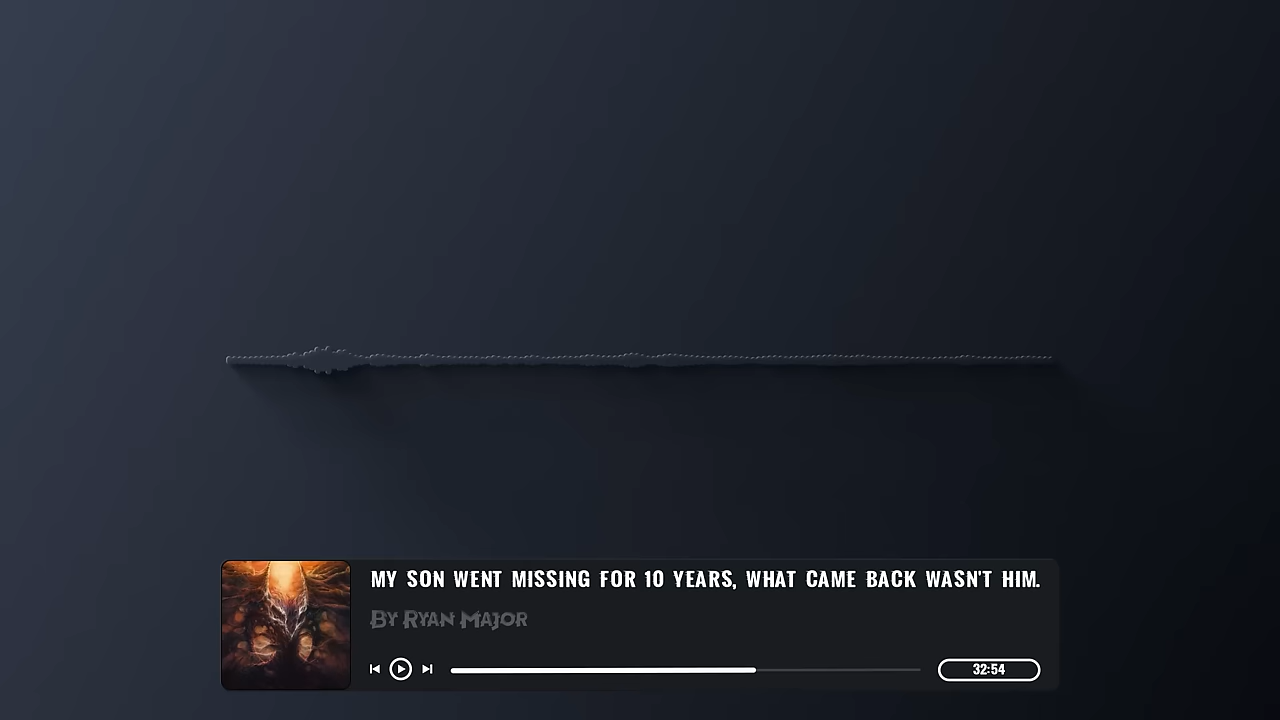 MY SON WENT MISSING FOR 10 YEARS, WHAT CAME BACK WASN'T HIM.
By Ryan Major
32:54